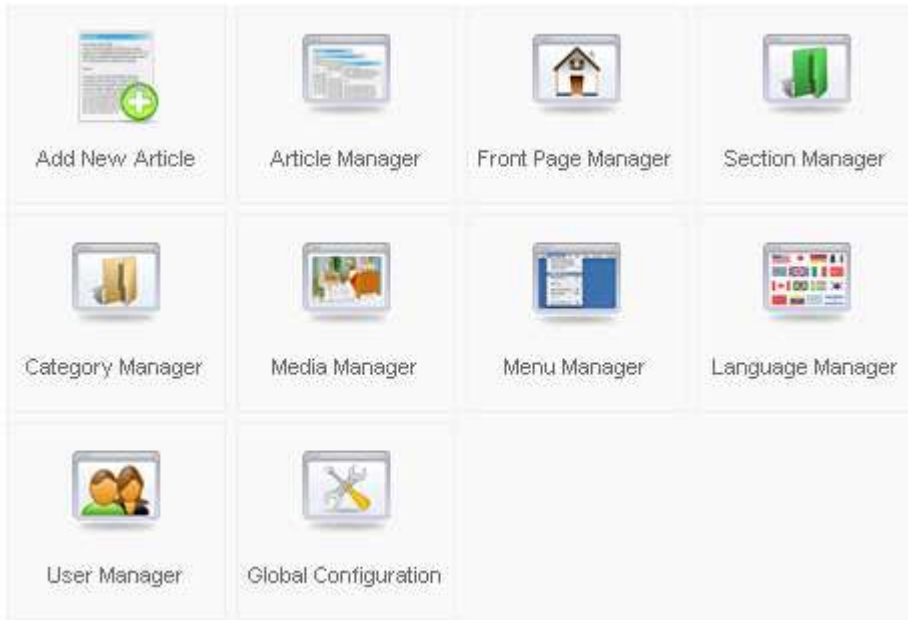 Add New Article
Article Manager
Front Page Manager
Section Manager
Category Manager
Media Manager
Menu Manager
Language Manager
User Manager
Global Configuration